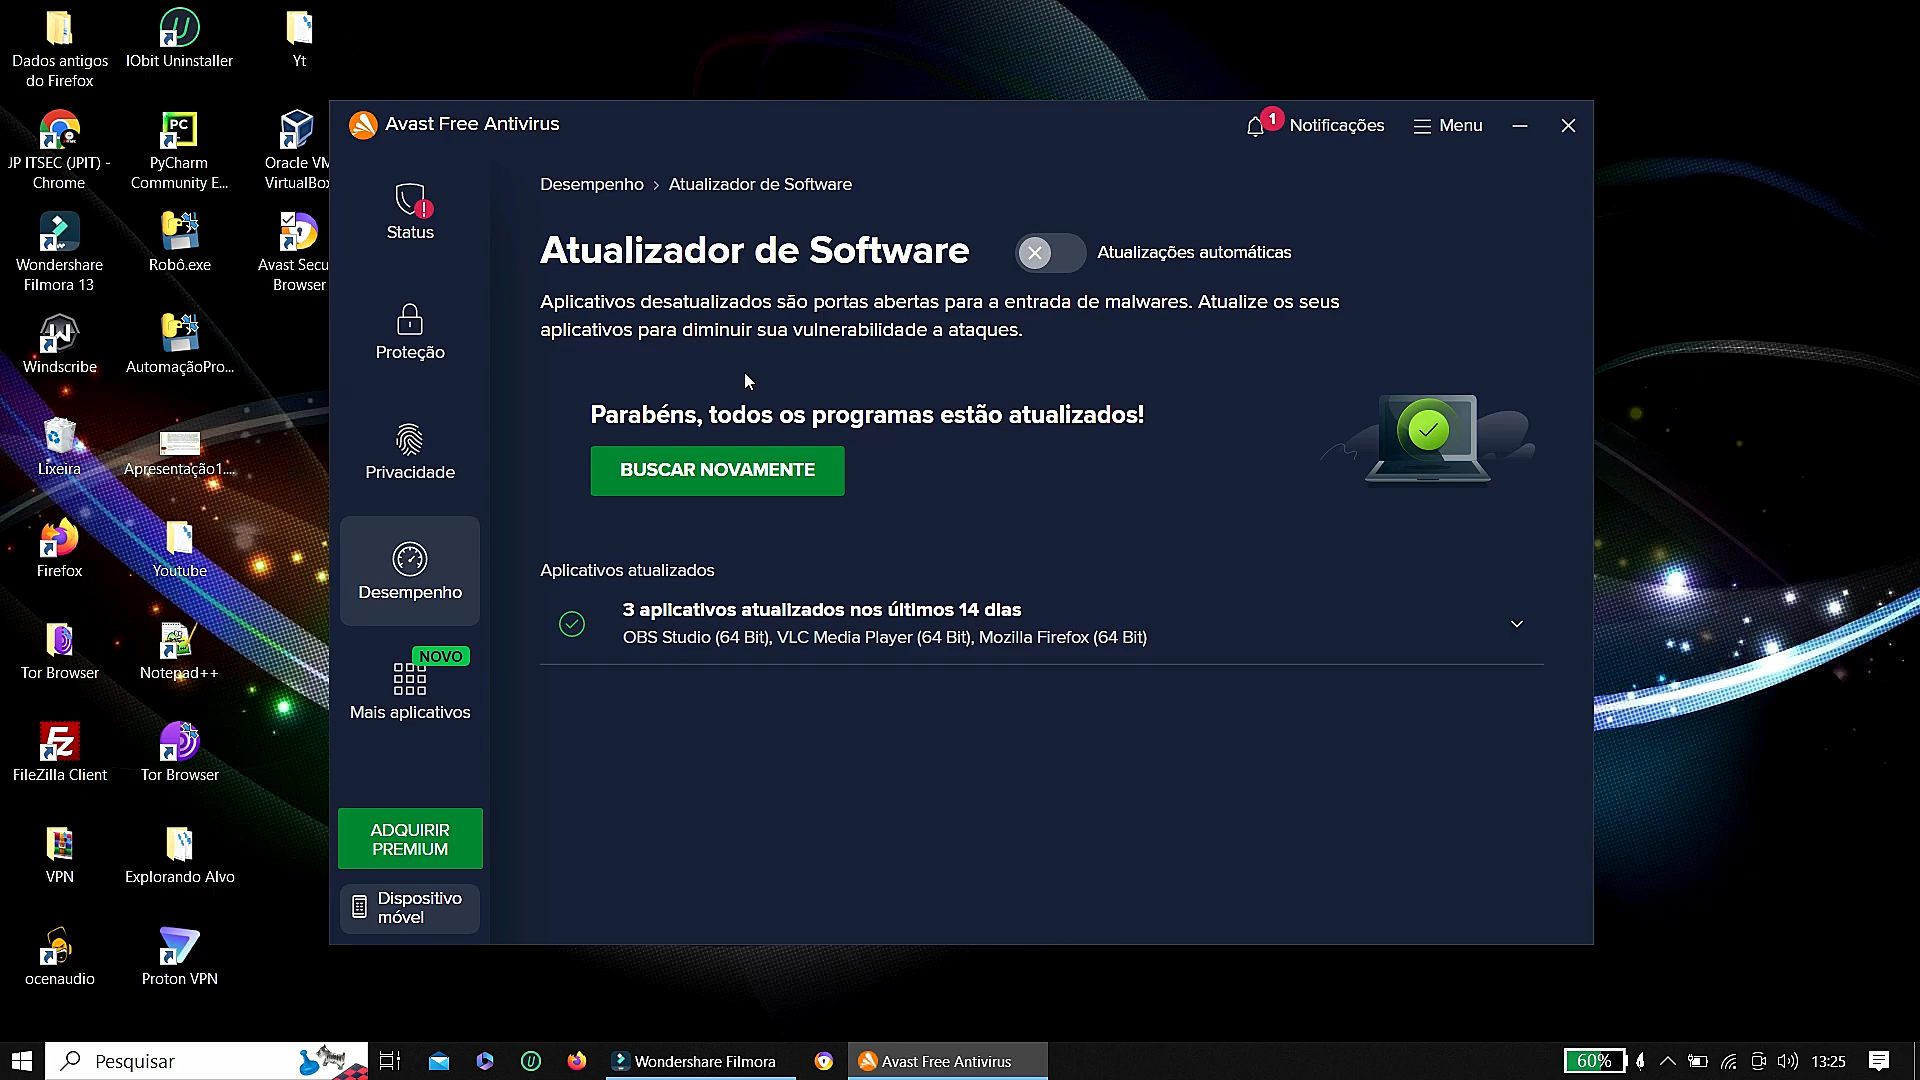 Dados antigos
do Firefox
IObit Uninstaller
Yt
JP ITSEC (JPIT) -
Chrome
PyCharm
Community E...
Oracle VM
VirtualBox
Wondershare
Filmora 13
Robô.exe
Avast Secu
Browser
Windscribe
AutomaçãoPro...
Lixeira
Apresentação1....
Firefox
Youtube
Tor Browser
Notepad++
FileZilla Client
Tor Browser
VPN
Explorando Alvo
ocenaudio
Proton VPN
Avast Free Antivirus
1
Notificações
Menu
Status
Proteção
Privacidade
Desempenho
NOVO
Mais aplicativos
ADQUIRIR
PREMIUM
Dispositivo
móvel
Desempenho > Atualizador de Software
Atualizador de Software
Atualizações automáticas
Aplicativos desatualizados são portas abertas para a entrada de malwares. Atualize os seus
aplicativos para diminuir sua vulnerabilidade a ataques.
Parabéns, todos os programas estão atualizados!
BUSCAR NOVAMENTE
Aplicativos atualizados
3 aplicativos atualizados nos últimos 14 dias
OBS Studio (64 Bit), VLC Media Player (64 Bit), Mozilla Firefox (64 Bit)
Pesquisar
Wondershare Filmora
Avast Free Antivirus
60%
13:25